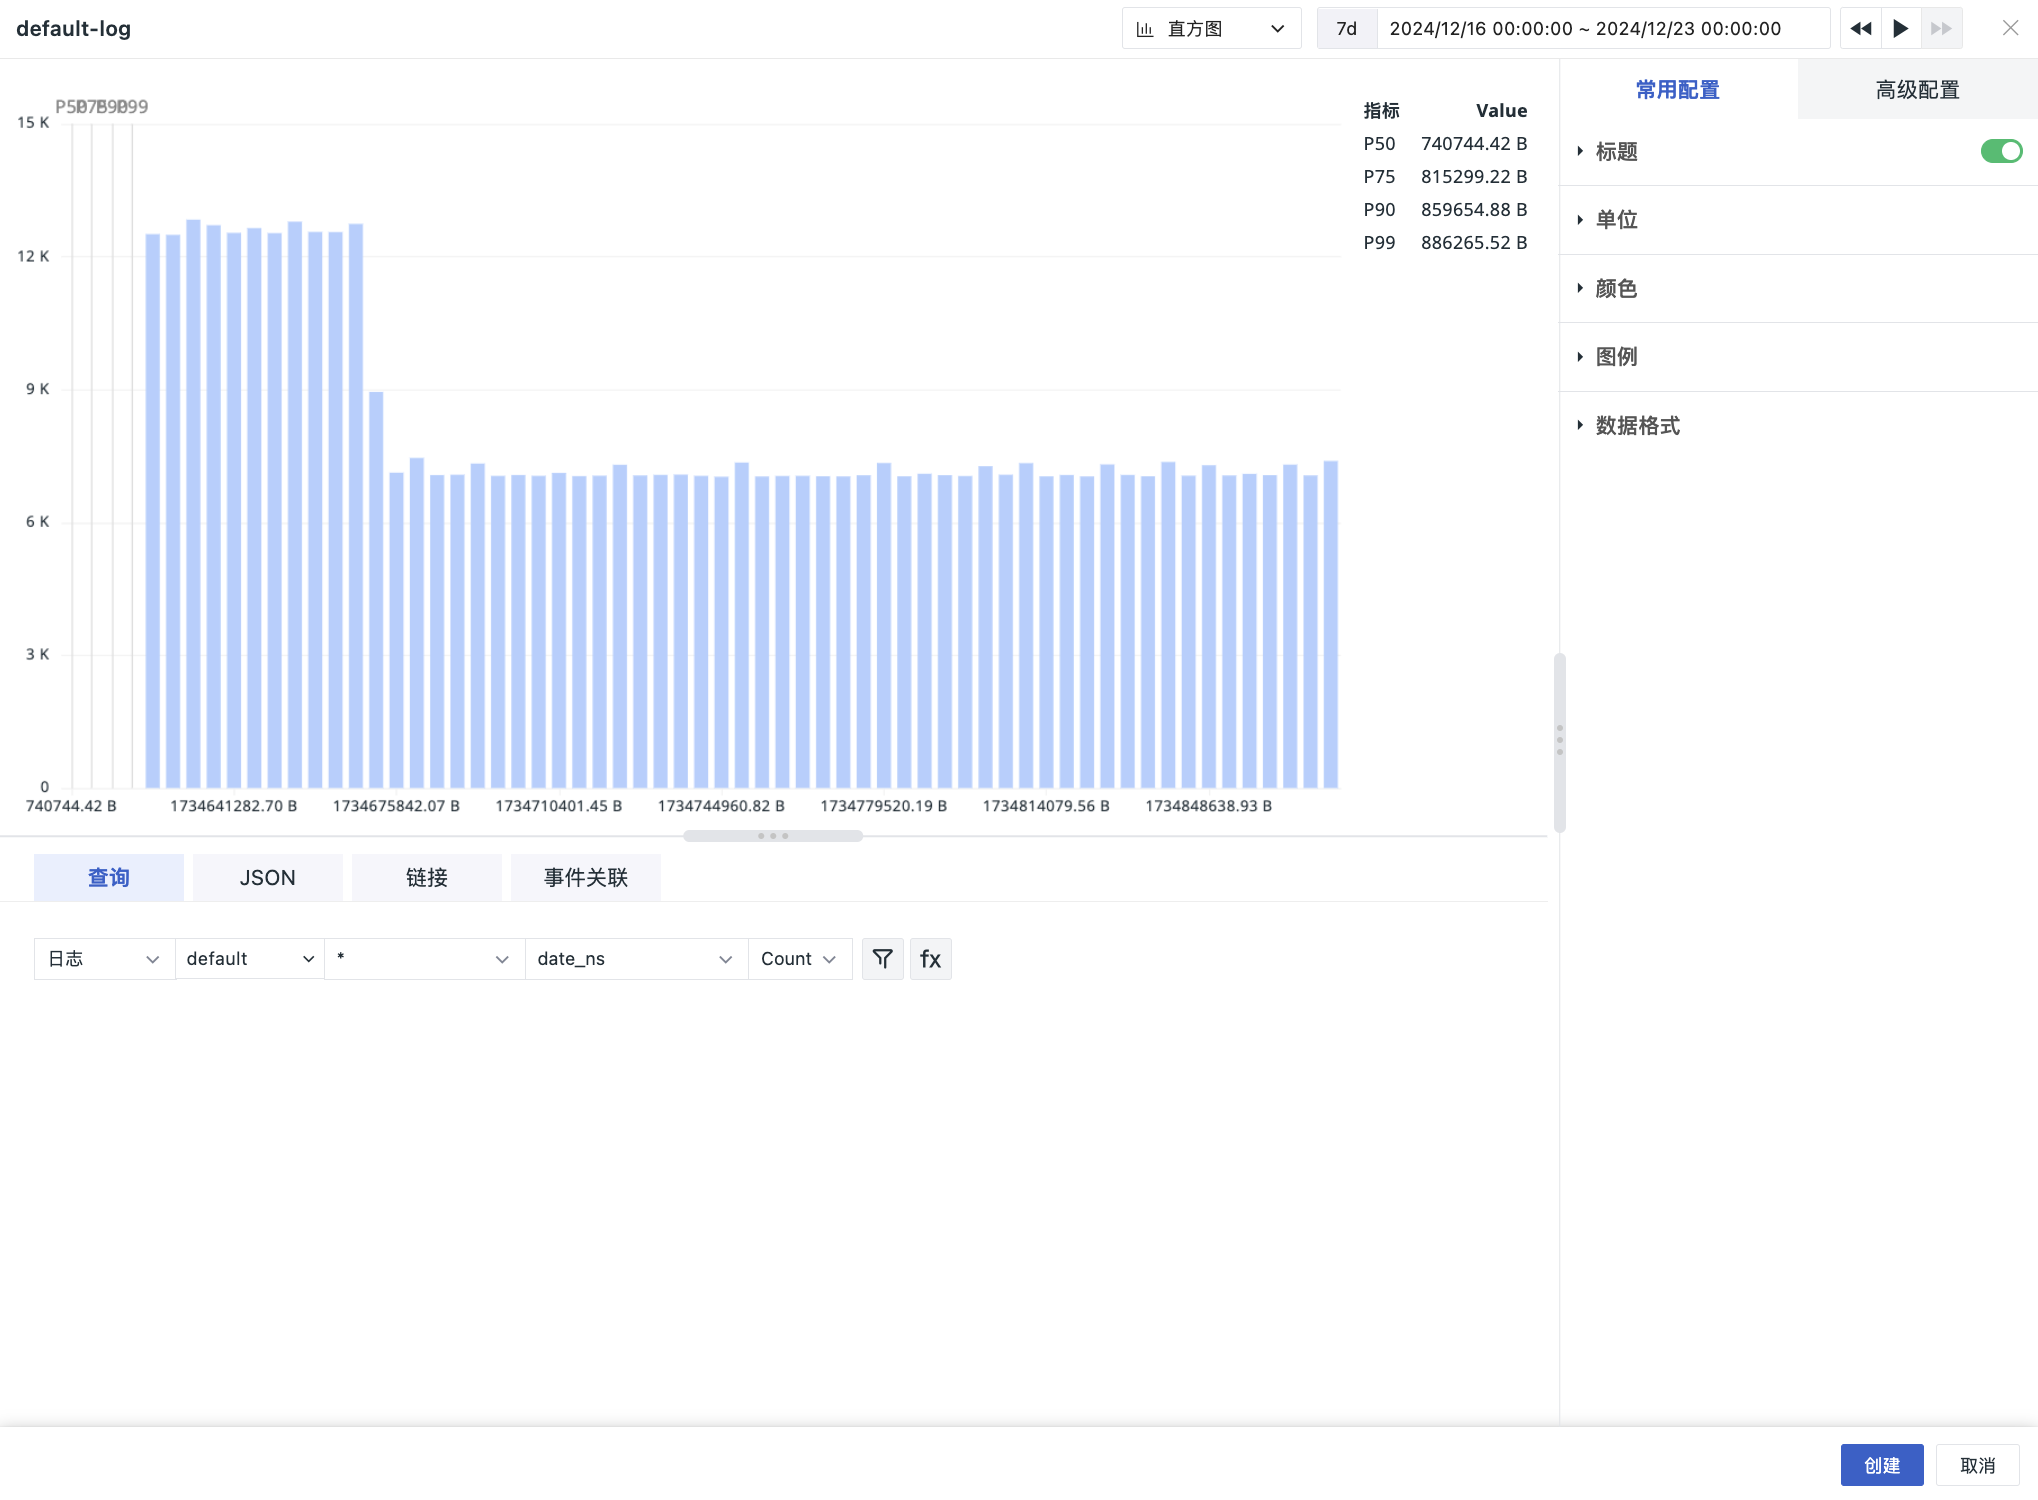 default-log
直方图
7d
2024/12/16 00:00:00 ~ 2024/12/23 00:00:00
常用配置
高级配置
标题
单位
颜色
图例
数据格式
P50
P75
P90
P99
15 K
12 K
9 K
6 K
3 K
0
740744.42 B
1734641282.70 B
1734675842.07 B
1734710401.45 B
1734744960.82 B
1734779520.19 B
1734814079.56 B
1734848638.93 B
指标 Value
P50 740744.42 B
P75 815299.22 B
P90 859654.88 B
P99 886265.52 B
查询
JSON
链接
事件关联
日志
default
*
date_ns
Count
fx
创建
取消